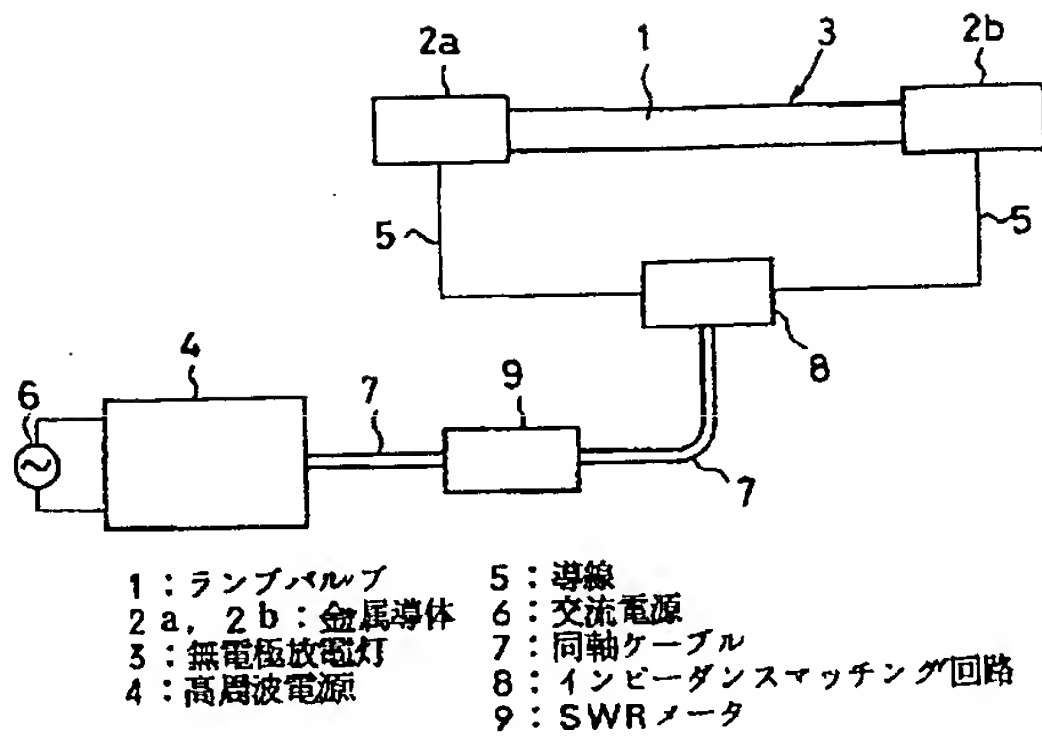 2a
1
3
2b
5
5
8
4
6
7
9
7
1：ランプバルブ
2a，2b：金属導体
3：無電極放電灯
4：高周波電源
5：導線
6：交流電源
7：同軸ケーブル
8：インピーダンスマッチング回路
9：SWRメータ